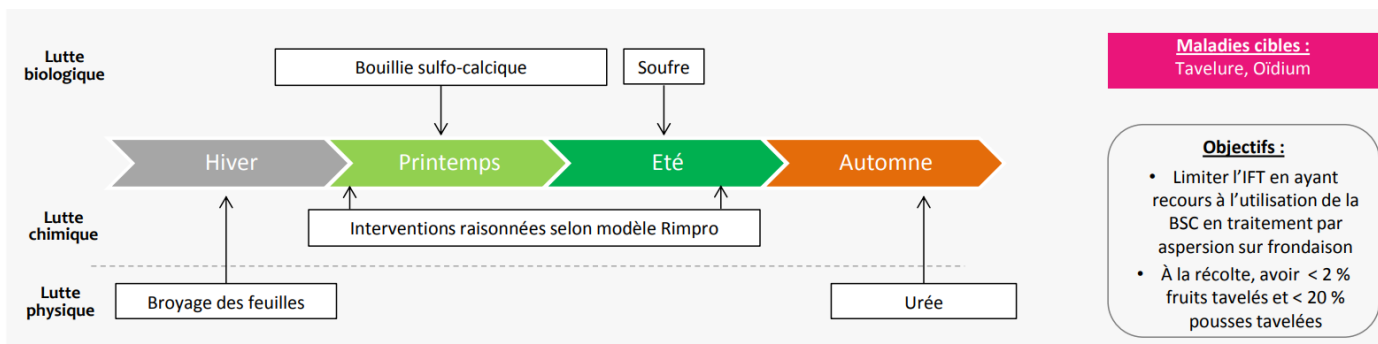 Lutte
biologique
Bouillie sulfo-calcique
Soufre
Hiver
Printemps
Eté
Automne
Lutte
chimique
Interventions raisonnées selon modèle Rimpro
Lutte
physique
Broyage des feuilles
Urée
Maladies cibles :
Tavelure, Oïdium
Objectifs :
• Limiter l’IFT en ayant
recours à l’utilisation de la
BSC en traitement par
aspersion sur frondaison
• À la récolte, avoir < 2 %
fruits tavelés et < 20 %
pousses tavelées